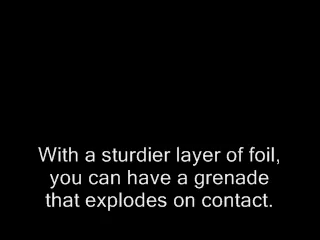 With a sturdier layer of foil,
you can have a grenade
that explodes on contact.